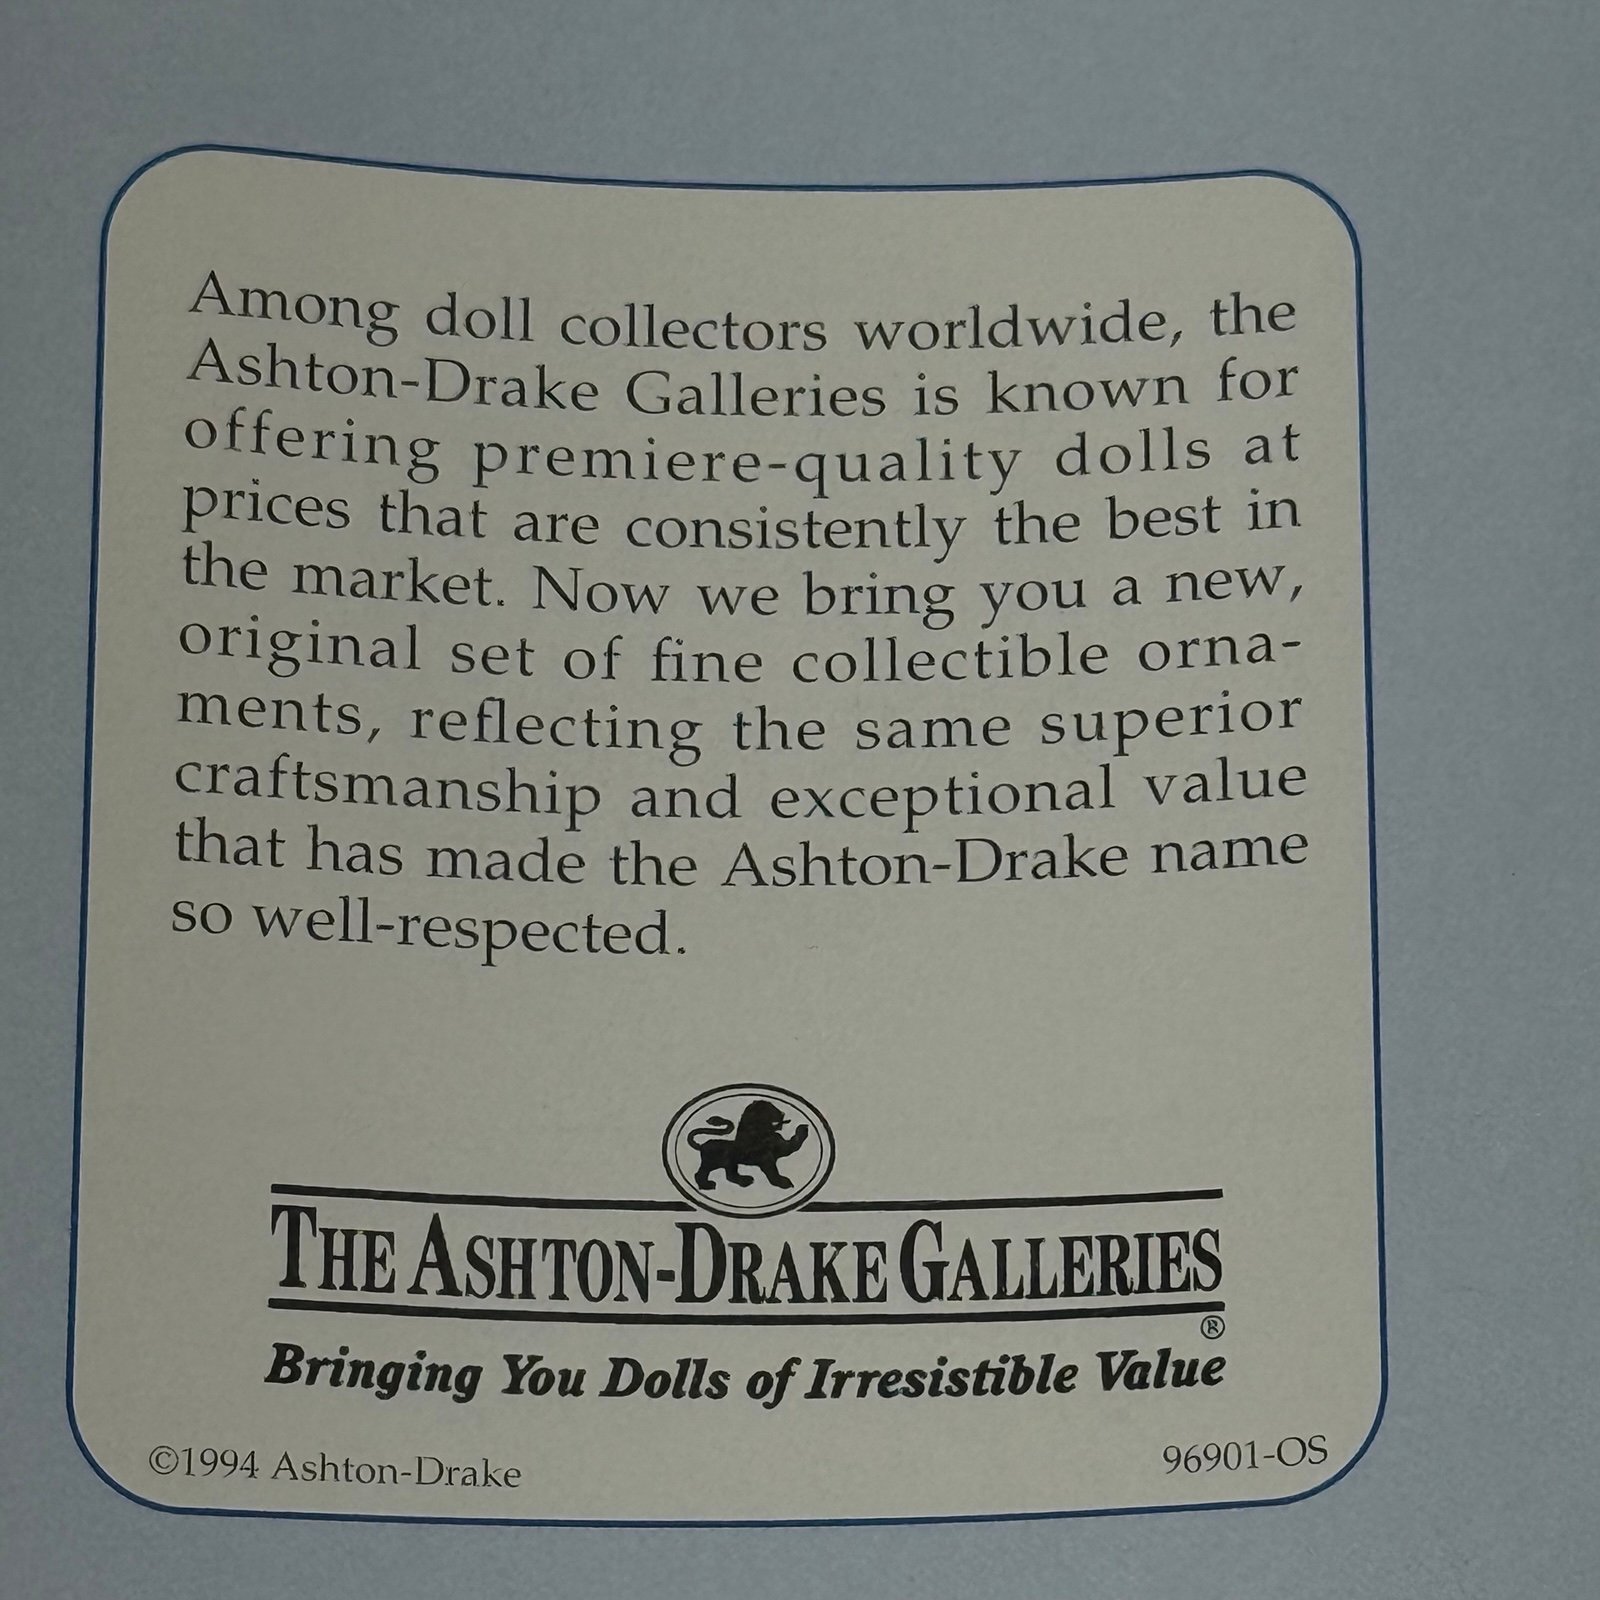 Among doll collectors worldwide, the
Ashton-Drake Galleries is known for
offering premiere-quality dolls at
prices that are consistently the best in
the market. Now we bring you a new,
original set of fine collectible orna-
ments, reflecting the same superior
craftsmanship and exceptional value
that has made the Ashton-Drake name
so well-respected.
THE ASHTON-DRAKE GALLERIES
®
Bringing You Dolls of Irresistible Value
©1994 Ashton-Drake
96901-OS